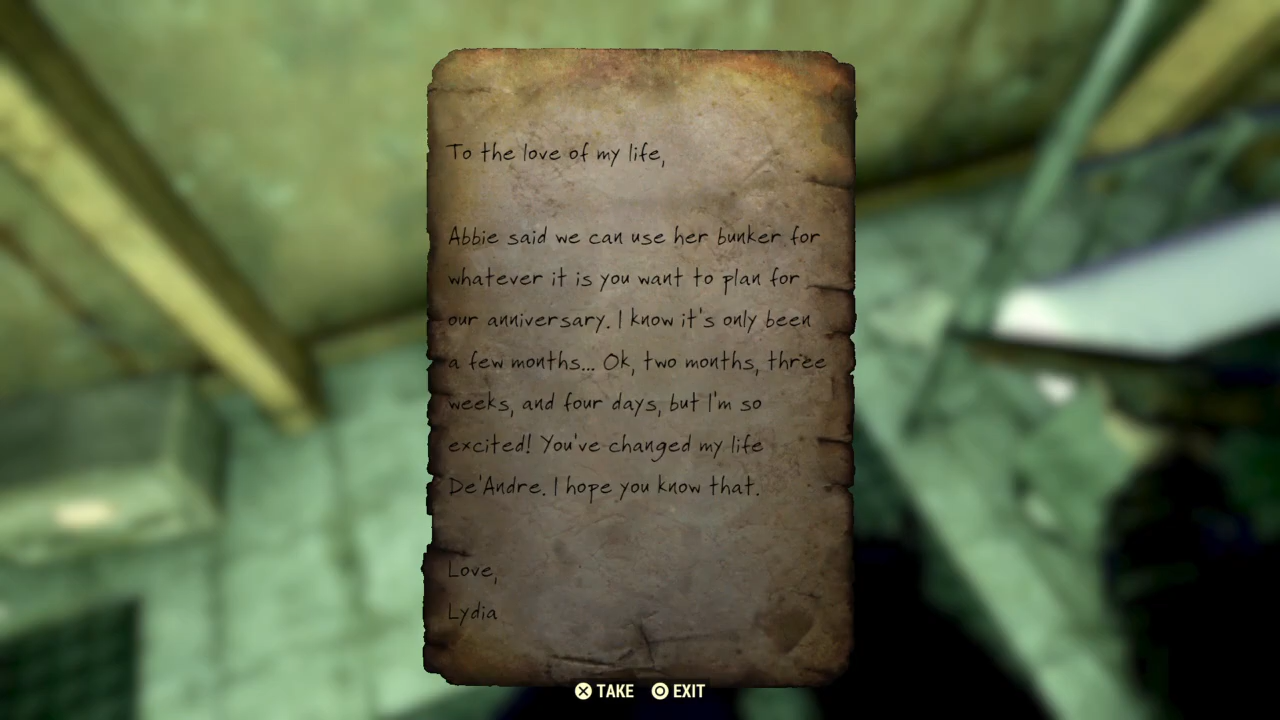 To the love of my life,
Abbie said we can use her bunker for
whatever it is you want to plan for
our anniversary. I know it's only been
a few months... Ok, two months, three
weeks, and four days, but I'm so
excited! You've changed my life
De'Andre. I hope you know that.
Love,
Lydia
TAKE EXIT